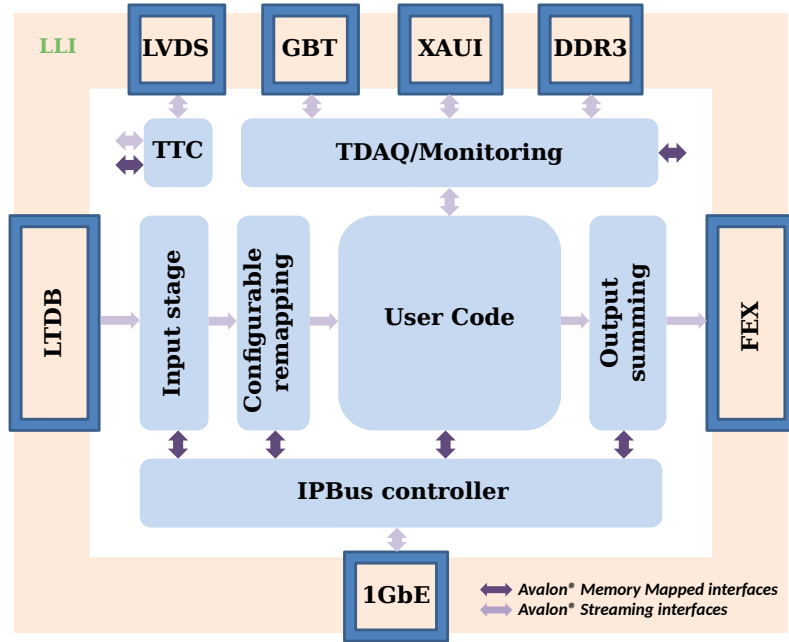 LLI
LVDS
GBT
XAUI
DDR3
TTC
TDAQ/Monitoring
LTDB
Input stage
Configurable
remapping
User Code
Output
summing
FEX
IPBus controller
1GbE
Avalon® Memory Mapped interfaces
Avalon® Streaming interfaces